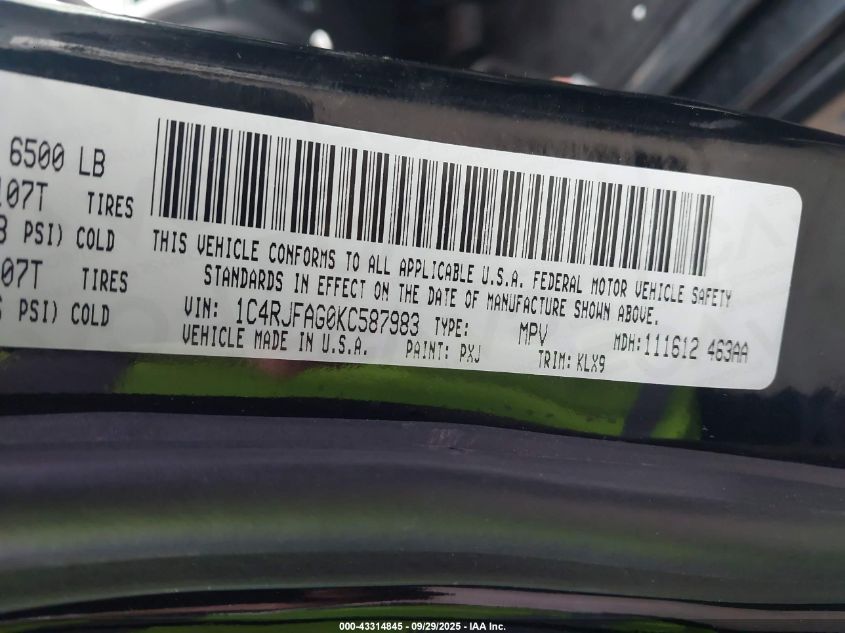 6500 LB
107T TIRES
PSI) COLD
07T TIRES
PSI) COLD
THIS VEHICLE CONFORMS TO ALL APPLICABLE U.S.A. FEDERAL MOTOR VEHICLE SAFETY
STANDARDS IN EFFECT ON THE DATE OF MANUFACTURE SHOWN ABOVE.
VIN: 1C4RJFAG0KC587983 TYPE: MPV MDH: 111612 463AA
VEHICLE MADE IN U.S.A. PAINT: PXJ TRIM: KLX9
000-43314845 - 09/29/2025 - IAA Inc.